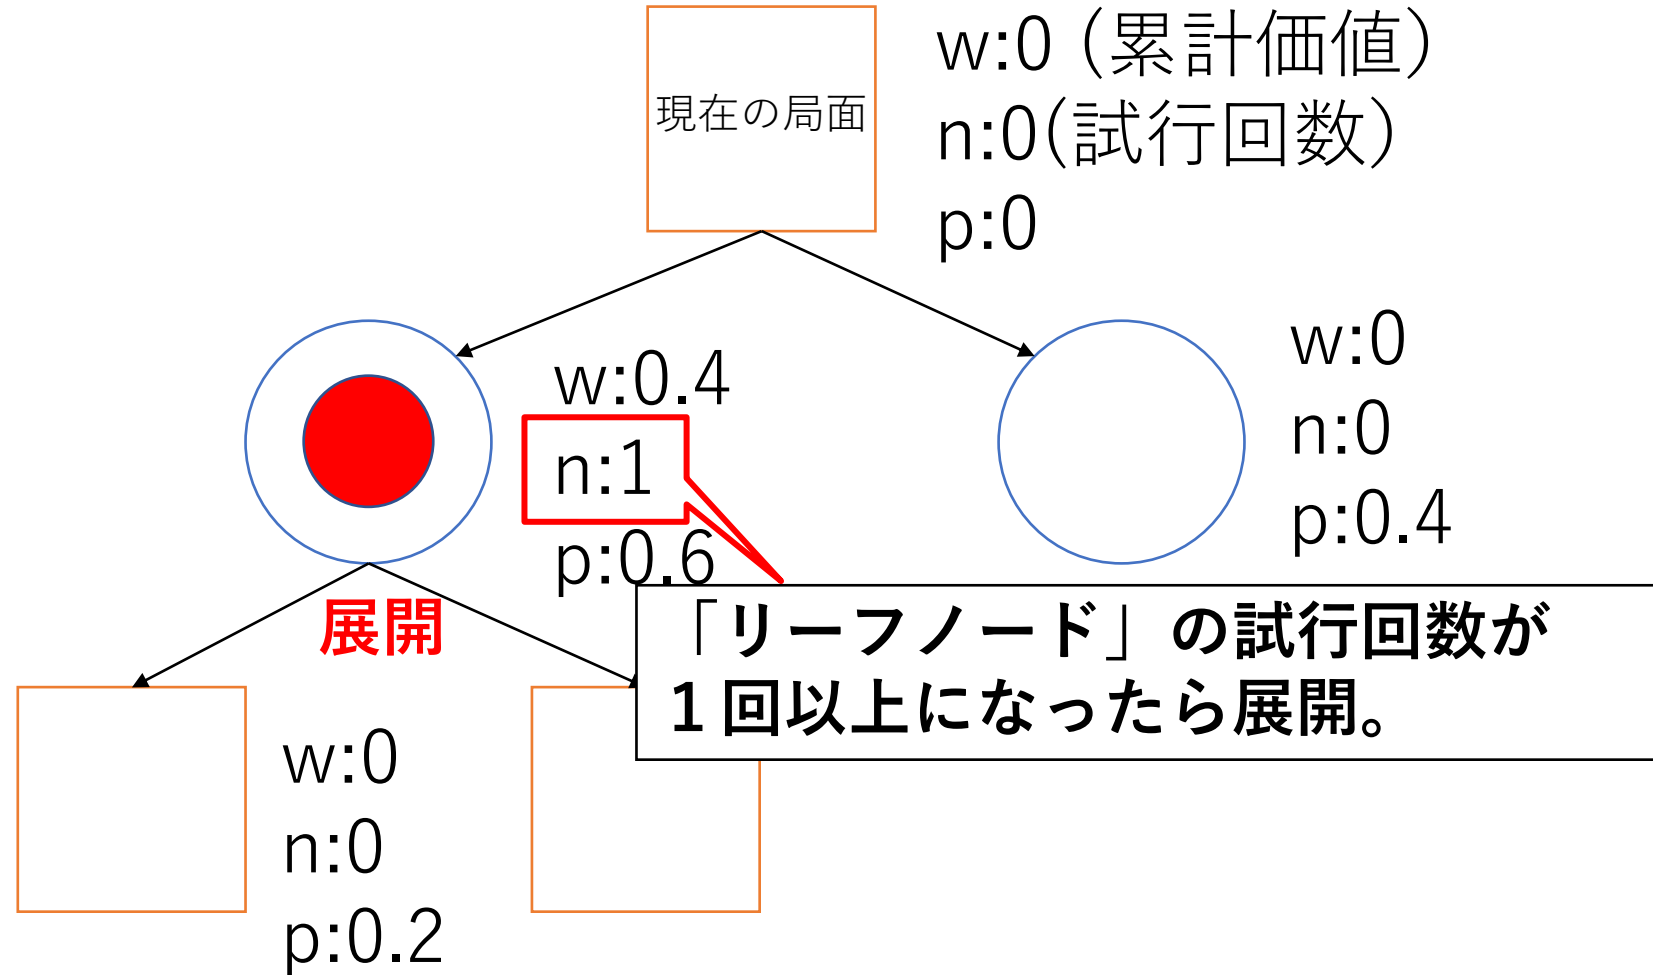 現在の局面
w:0（累計価値）
n:0(試行回数）
p:0
w:0.4
n:1
p:0.6
w:0
n:0
p:0.4
展開
「リーフノード」の試行回数が
１回以上になったら展開。
w:0
n:0
p:0.2